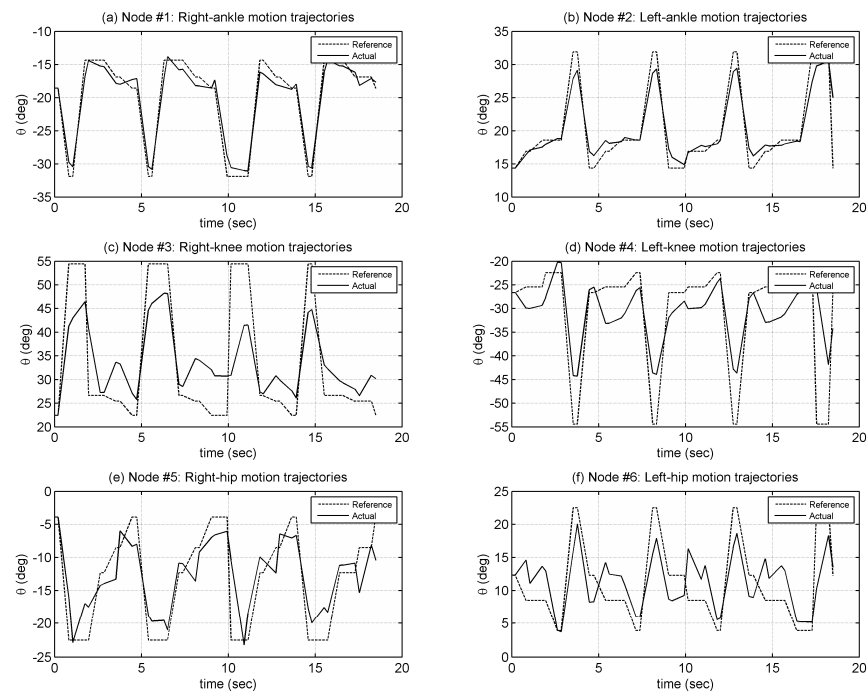 (a) Node #1: Right-ankle motion trajectories
-10
-15
-20
-25
-30
-35
θ (deg)
0 5 10 15 20
time (sec)
Reference
Actual
(b) Node #2: Left-ankle motion trajectories
35
30
25
20
15
10
θ (deg)
0 5 10 15 20
time (sec)
Reference
Actual
(c) Node #3: Right-knee motion trajectories
55
50
45
40
35
30
25
20
θ (deg)
0 5 10 15 20
time (sec)
Reference
Actual
(d) Node #4: Left-knee motion trajectories
-20
-25
-30
-35
-40
-45
-50
-55
θ (deg)
0 5 10 15 20
time (sec)
Reference
Actual
(e) Node #5: Right-hip motion trajectories
0
-5
-10
-15
-20
-25
θ (deg)
0 5 10 15 20
time (sec)
Reference
Actual
(f) Node #6: Left-hip motion trajectories
25
20
15
10
5
0
θ (deg)
0 5 10 15 20
time (sec)
Reference
Actual